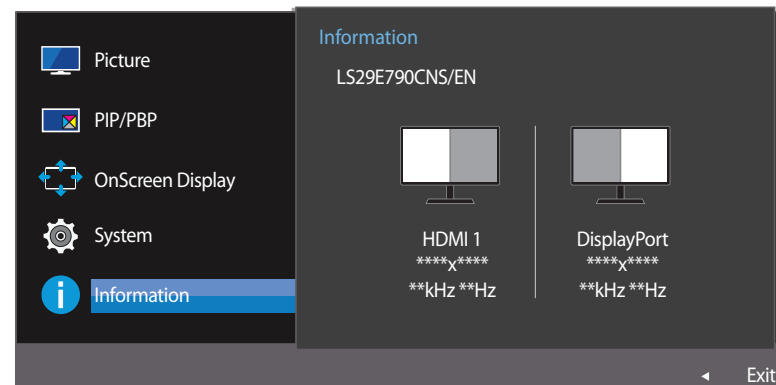 Picture
PIP/PBP
OnScreen Display
System
Information
Information
LS29E790CNS/EN
HDMI 1
****x****
**kHz **Hz
DisplayPort
****x****
**kHz **Hz
Exit